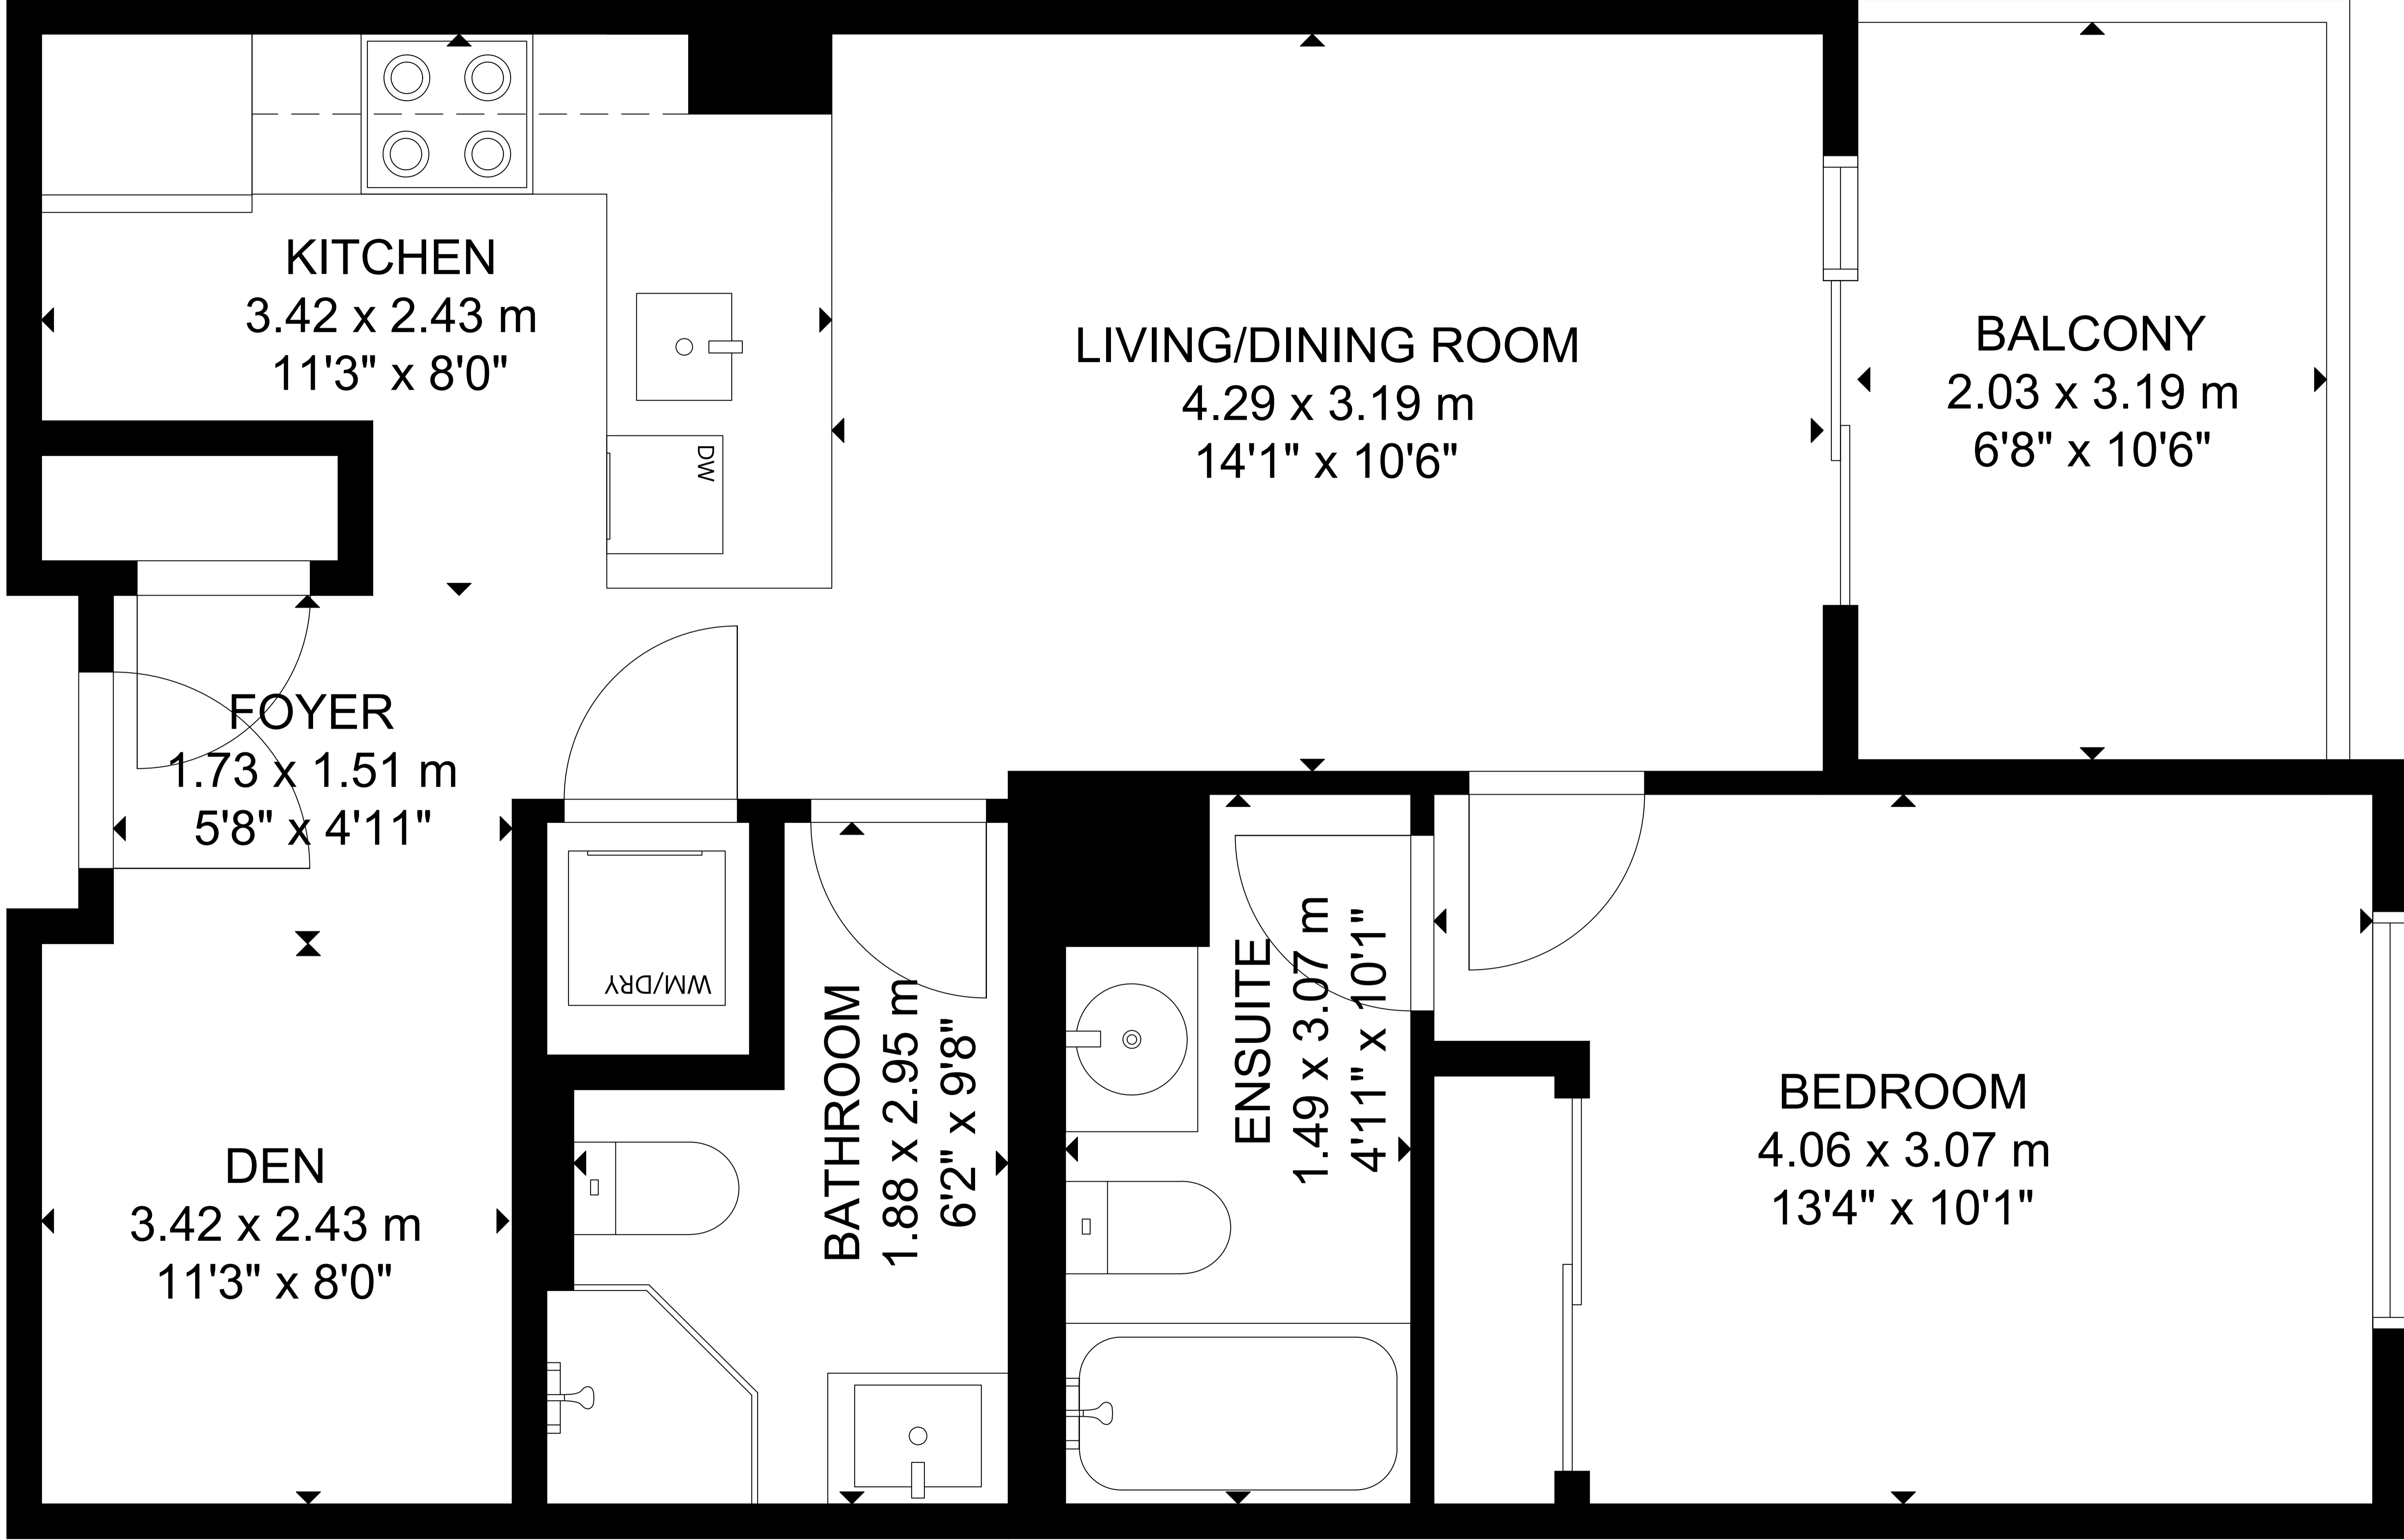 KITCHEN
3.42 x 2.43 m
11'3" x 8'0"
DW
LIVING/DINING ROOM
4.29 x 3.19 m
14'1" x 10'6"
BALCONY
2.03 x 3.19 m
6'8" x 10'6"
FOYER
1.73 x 1.51 m
5'8" x 4'11"
WM/DRY
DEN
3.42 x 2.43 m
11'3" x 8'0"
BATHROOM
1.88 x 2.95 m
6'2" x 9'8"
ENSUITE
1.49 x 3.07 m
4'11" x 10'1"
BEDROOM
4.06 x 3.07 m
13'4" x 10'1"